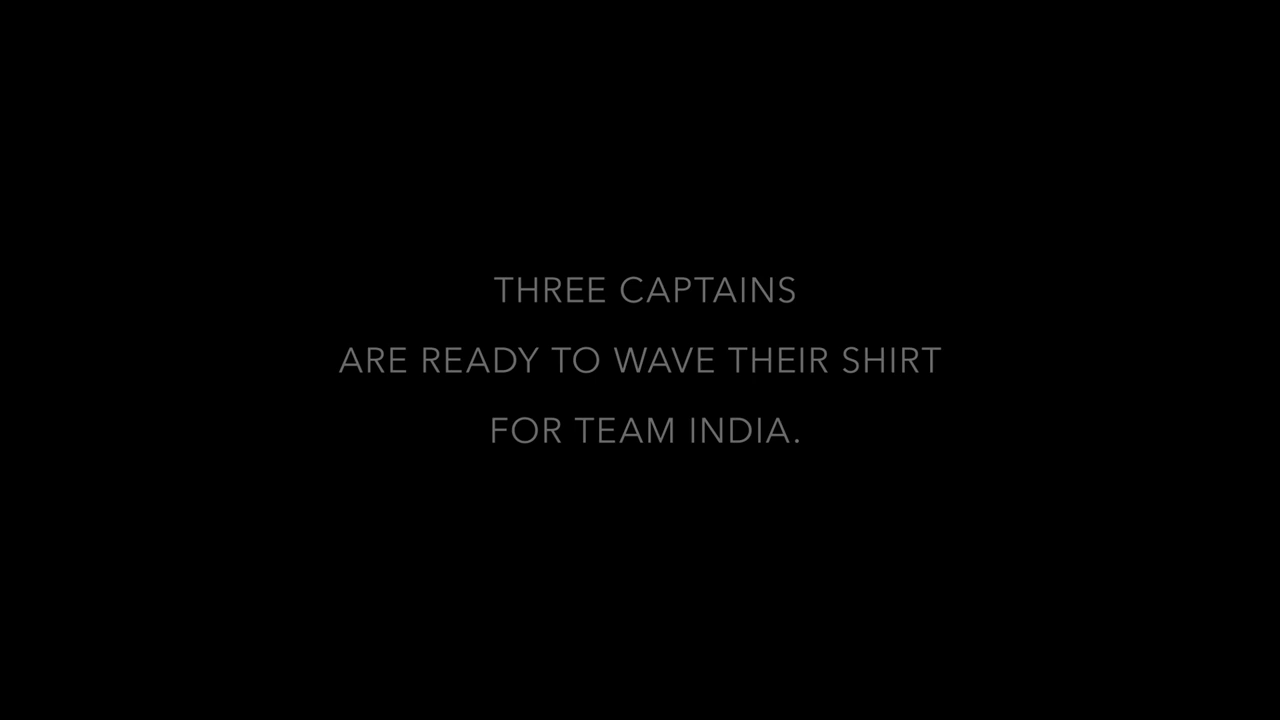 THREE CAPTAINS
ARE READY TO WAVE THEIR SHIRT
FOR TEAM INDIA.